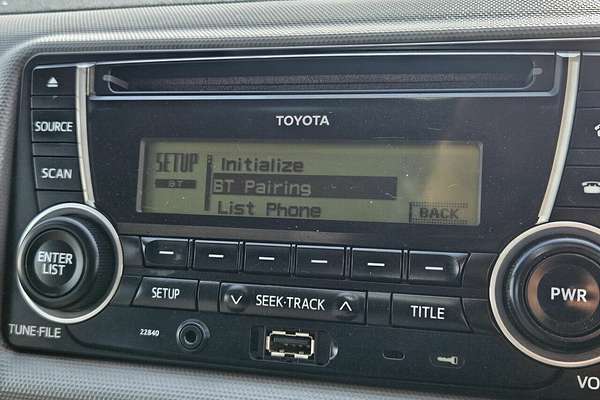 TOYOTA
SOURCE
SCAN
SETUP
BT
Initialize
BT Pairing
List Phone
BACK
ENTER
LIST
SETUP
SEEK·TRACK
TITLE
PWR
TUNE·FILE
22840
VO